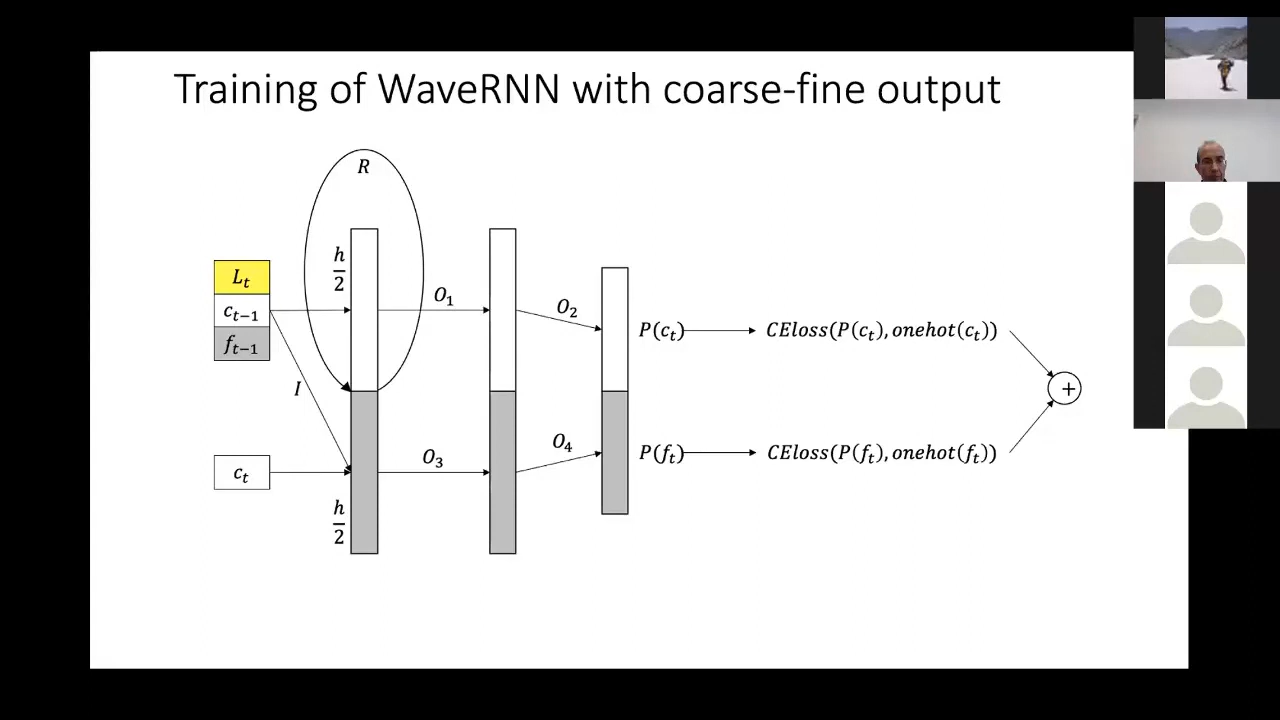 Training of WaveRNN with coarse-fine output
R
h/2
L_t
c_{t-1}
f_{t-1}
O_1
O_2
P(c_t)
CEloss(P(c_t), onehot(c_t))
I
+
c_t
O_3
O_4
P(f_t)
CEloss(P(f_t), onehot(f_t))
h/2